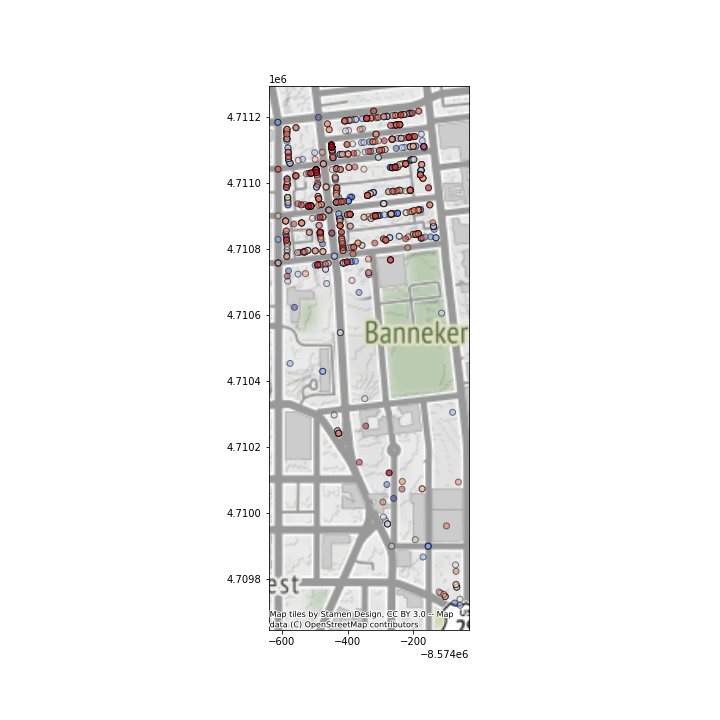 1e6
4.7112
4.7110
4.7108
4.7106
Banneker
4.7104
4.7102
4.7100
4.7098
est
Map tiles by Stamen Design, CC BY 3.0 -- Map
data (C) OpenStreetMap contributors
−600
−400
−200
−8.574e6